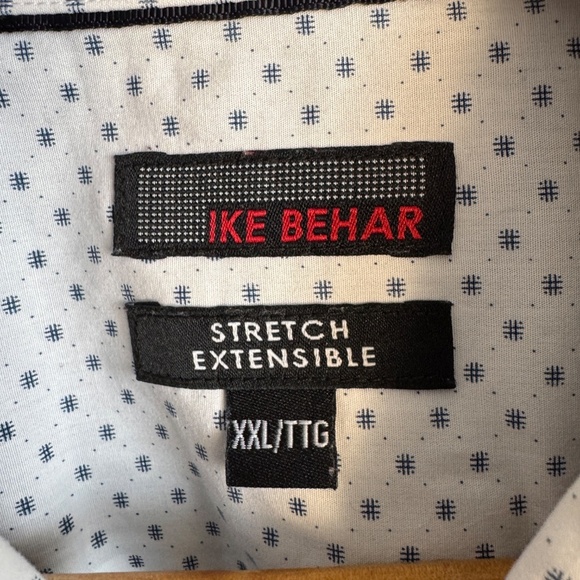 IKE BEHAR
STRETCH
EXTENSIBLE
XXL/TTG